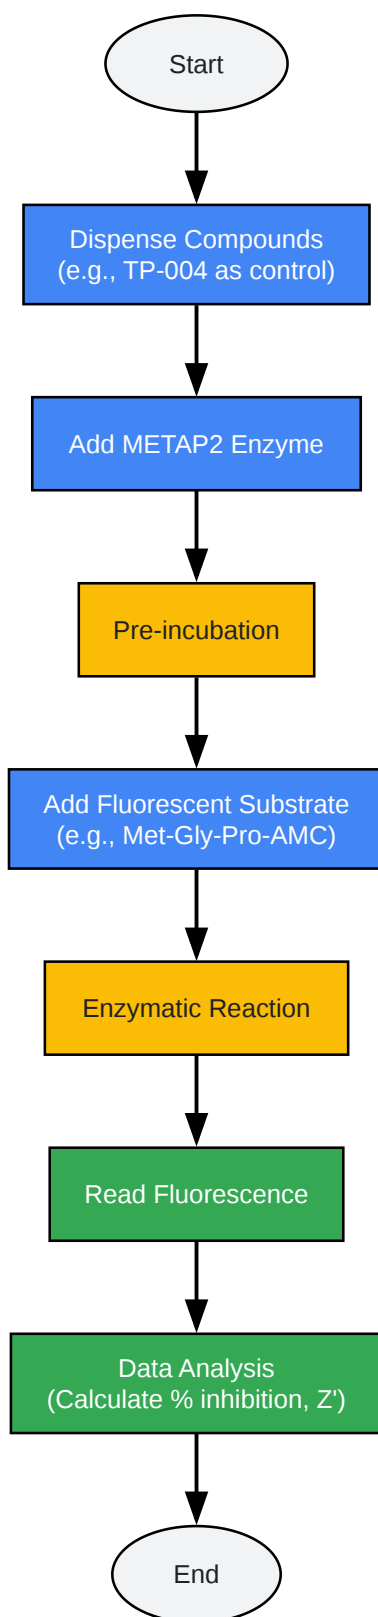 Start
Dispense Compounds
(e.g., TP-004 as control)
Add METAP2 Enzyme
Pre-incubation
Add Fluorescent Substrate
(e.g., Met-Gly-Pro-AMC)
Enzymatic Reaction
Read Fluorescence
Data Analysis
(Calculate % inhibition, Z')
End